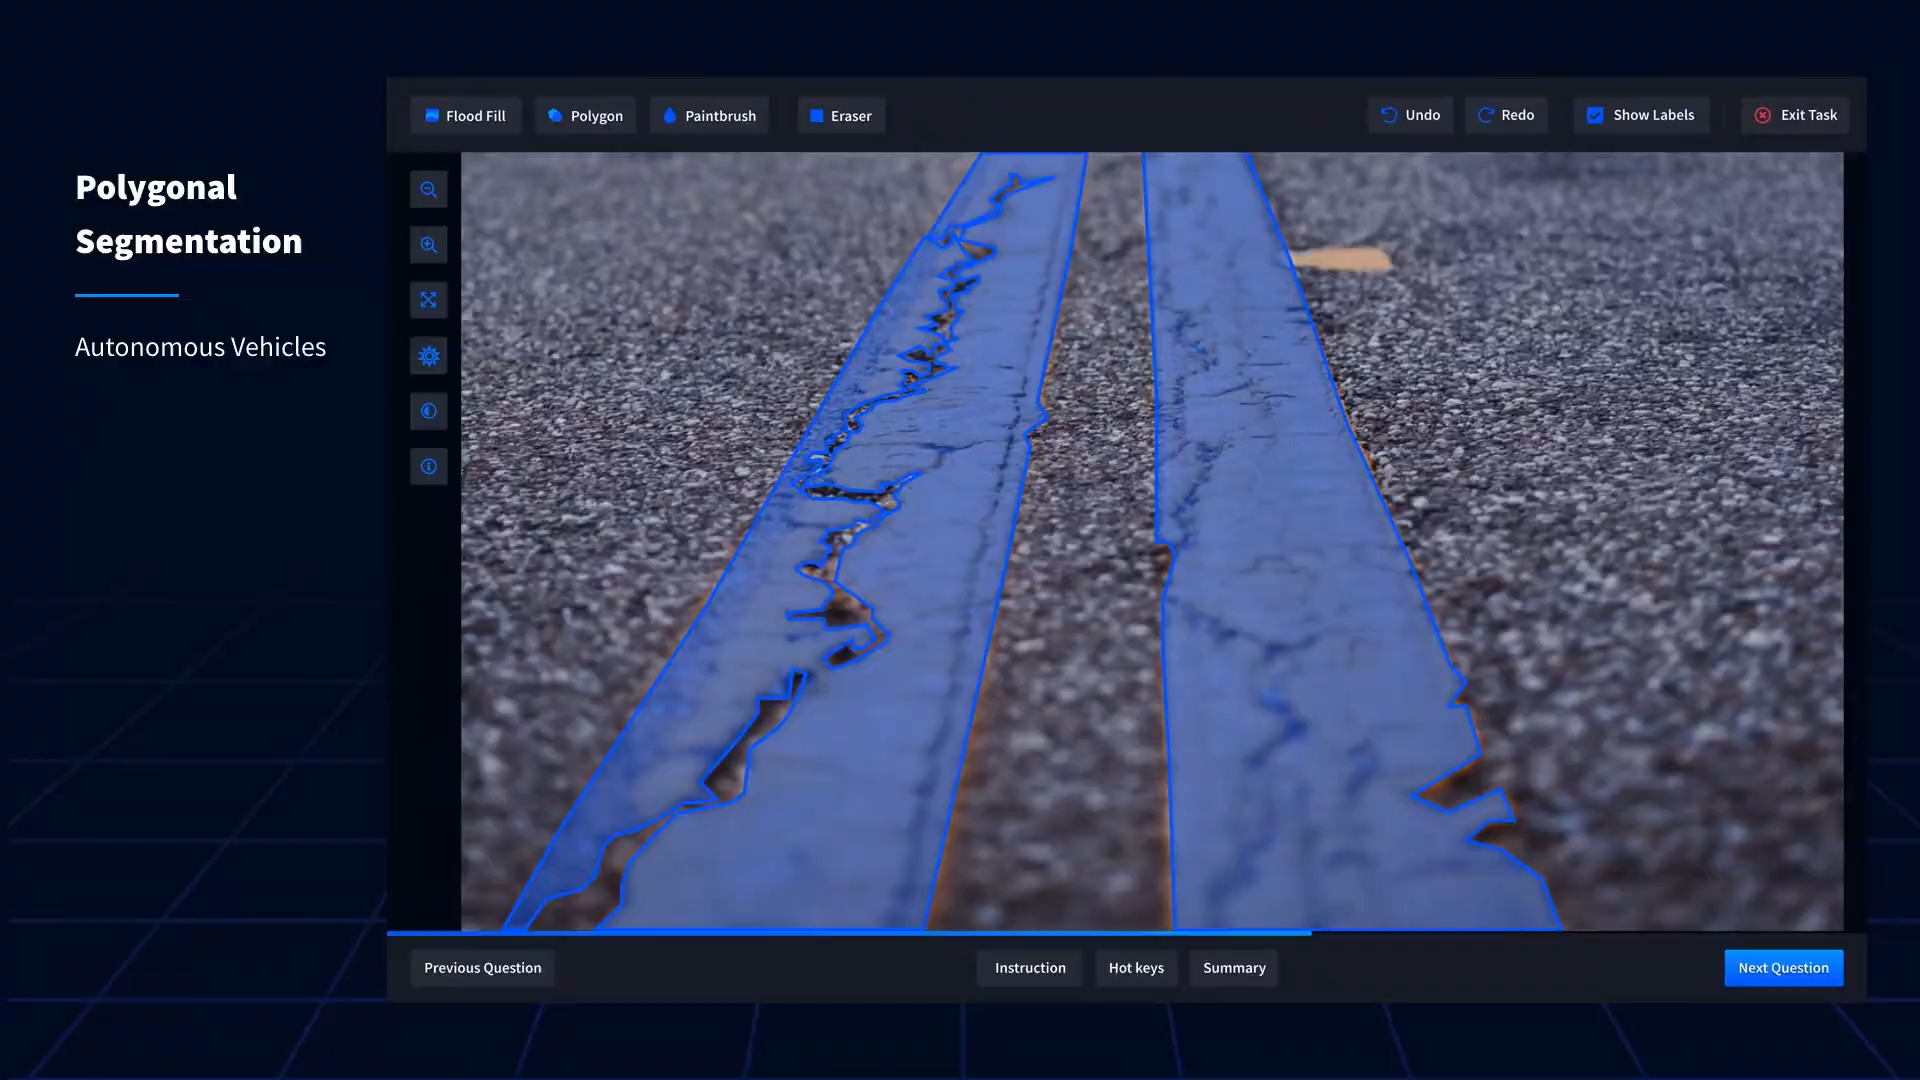 Polygonal
Segmentation
Autonomous Vehicles
Flood Fill
Polygon
Paintbrush
Eraser
Undo
Redo
Show Labels
Exit Task
Previous Question
Instruction
Hot keys
Summary
Next Question